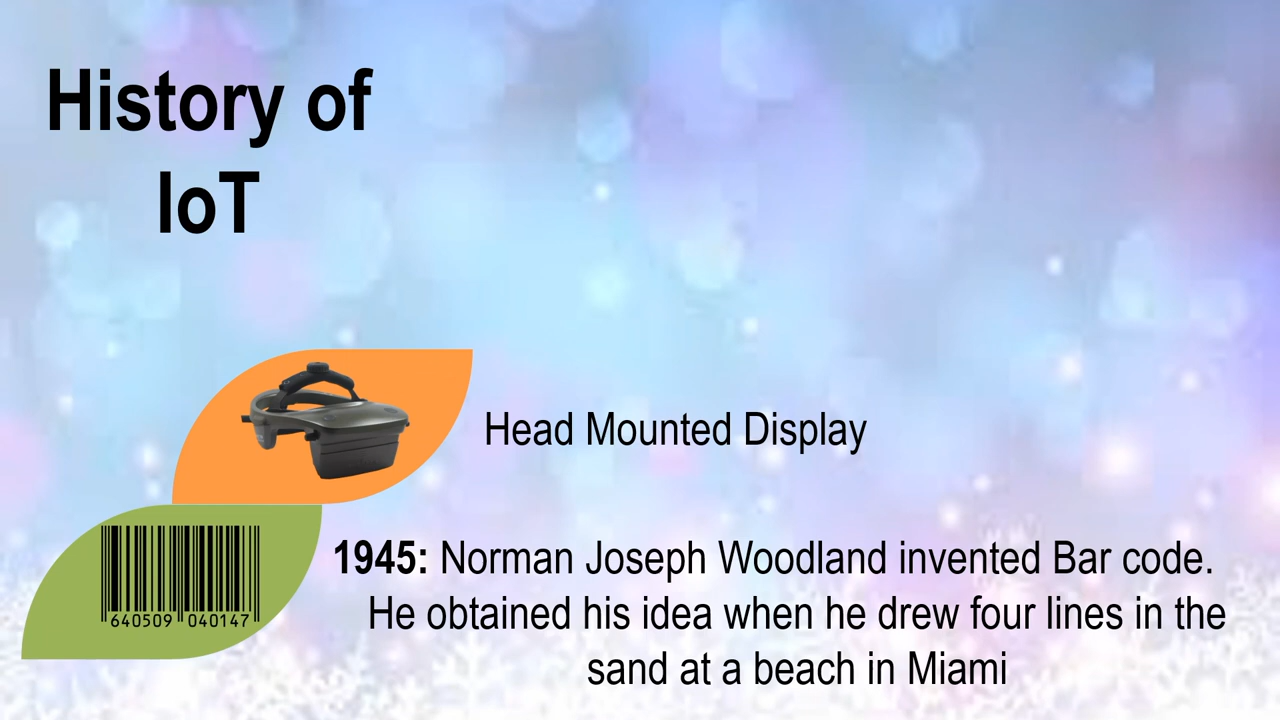 History of
IoT
Head Mounted Display
1945: Norman Joseph Woodland invented Bar code.
He obtained his idea when he drew four lines in the
sand at a beach in Miami
640509 040147